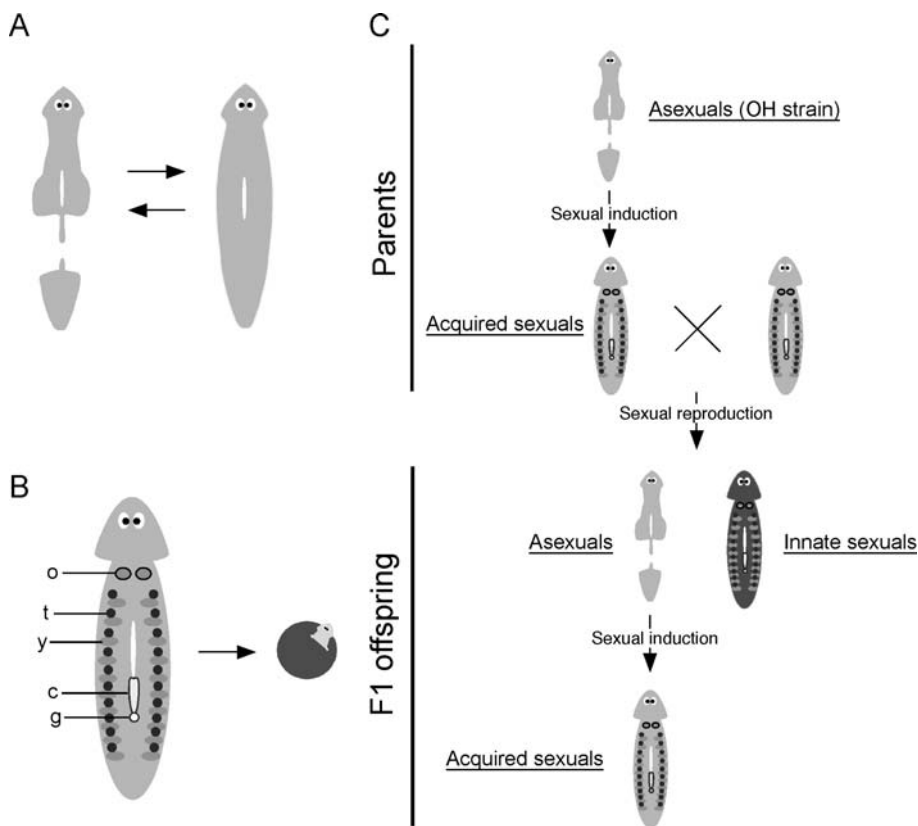 A
B
o
t
y
c
g
C
Parents
Asexuals (OH strain)
Sexual induction
Acquired sexuals
Sexual reproduction
F1 offspring
Asexuals
Innate sexuals
Sexual induction
Acquired sexuals